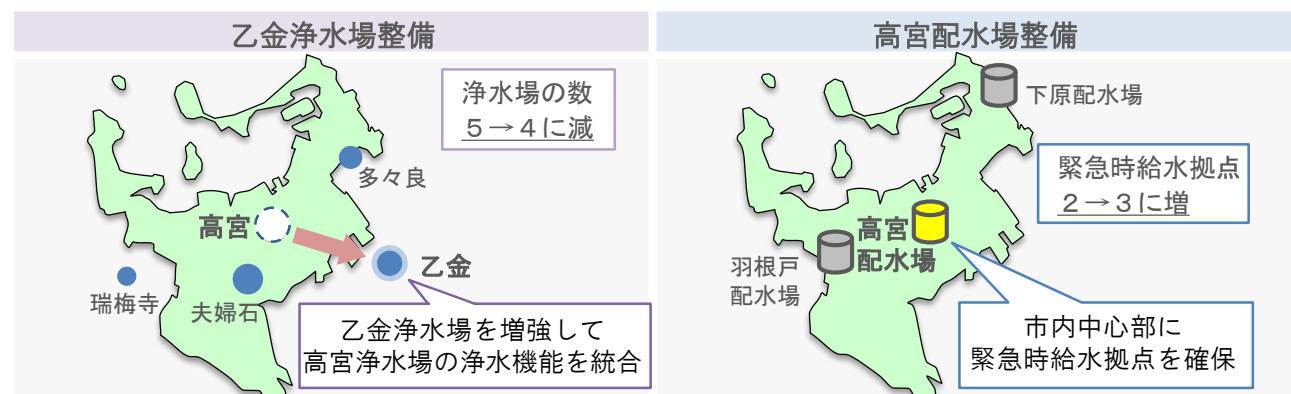 乙金浄水場整備
浄水場の数
５→４に減
多々良
高宮
乙金
瑞梅寺
夫婦石
乙金浄水場を増強して
高宮浄水場の浄水機能を統合
高宮配水場整備
下原配水場
緊急時給水拠点
２→３に増
高宮
配水場
羽根戸
配水場
市内中心部に
緊急時給水拠点を確保